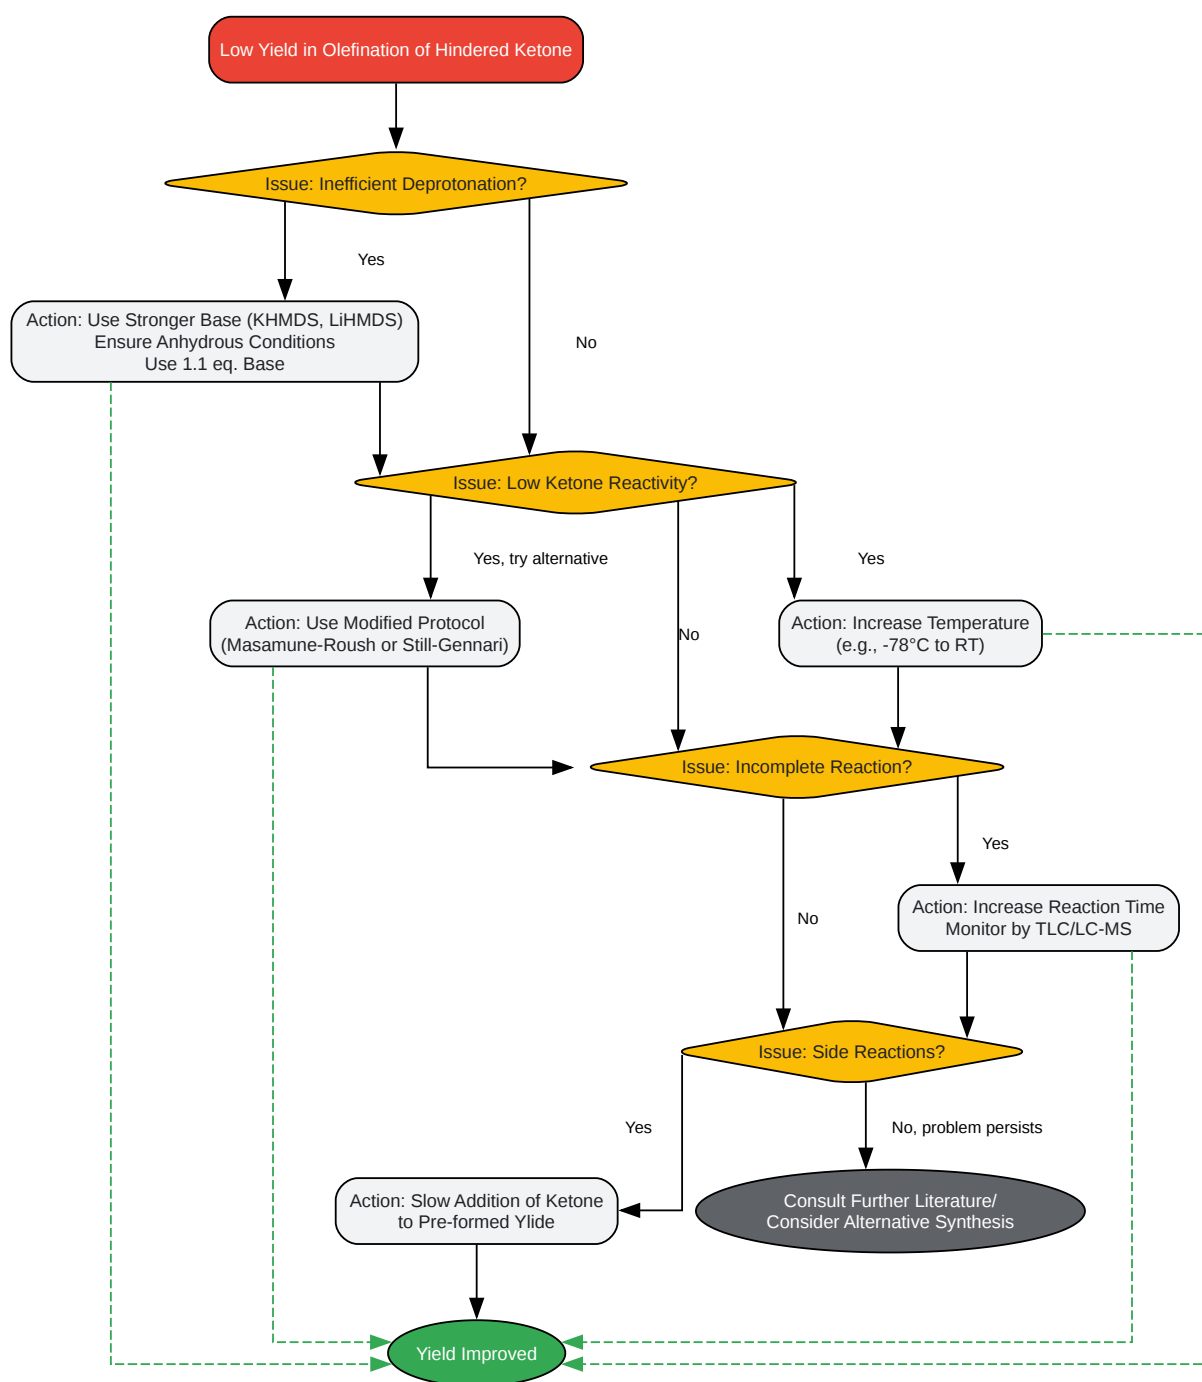 Low Yield in Olefination of Hindered Ketone
Issue: Inefficient Deprotonation?
Yes
Action: Use Stronger Base (KHMDS, LiHMDS)
Ensure Anhydrous Conditions
Use 1.1 eq. Base
No
Issue: Low Ketone Reactivity?
Yes, try alternative
Yes
Action: Use Modified Protocol
(Masamune-Roush or Still-Gennari)
No
Action: Increase Temperature
(e.g., -78°C to RT)
Issue: Incomplete Reaction?
Yes
No
Action: Increase Reaction Time
Monitor by TLC/LC-MS
Issue: Side Reactions?
Yes
No, problem persists
Action: Slow Addition of Ketone
to Pre-formed Ylide
Consult Further Literature/
Consider Alternative Synthesis
Yield Improved